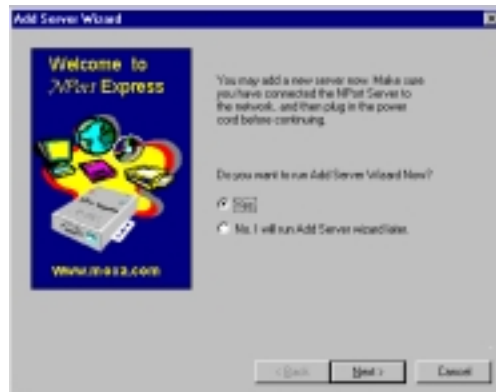 Add Server Wizard
Welcome to
NPort Express
www.moxa.com
You may add a new server now. Make sure
you have connected the NPort Server to
the network, and then plug in the power
cord before continuing.
Do you want to run Add Server Wizard Now?
Yes
No, I will run Add Server wizard later.
< Back
Next >
Cancel